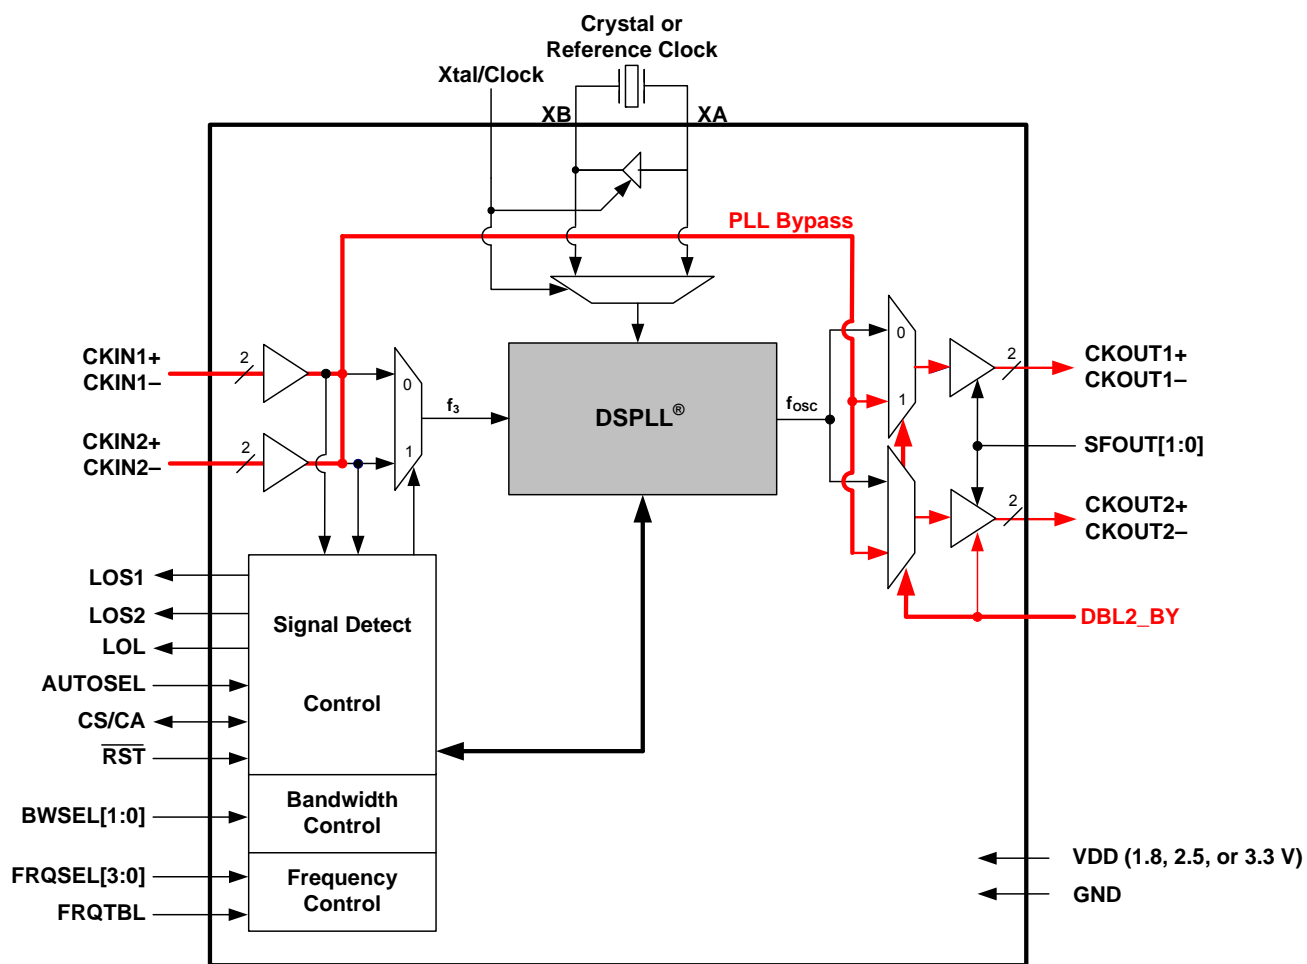 Crystal or
Reference Clock
Xtal/Clock
XB
XA
PLL Bypass
CKIN1+
CKIN1–
2
0
f3
DSPLL®
fOSC
0
2
CKOUT1+
CKOUT1–
1
CKIN2+
CKIN2–
2
1
SFOUT[1:0]
2
CKOUT2+
CKOUT2–
LOS1
LOS2
LOL
AUTOSEL
CS/CA
RST
Signal Detect
Control
DBL2_BY
BWSEL[1:0]
Bandwidth
Control
FRQSEL[3:0]
FRQTBL
Frequency
Control
VDD (1.8, 2.5, or 3.3 V)
GND